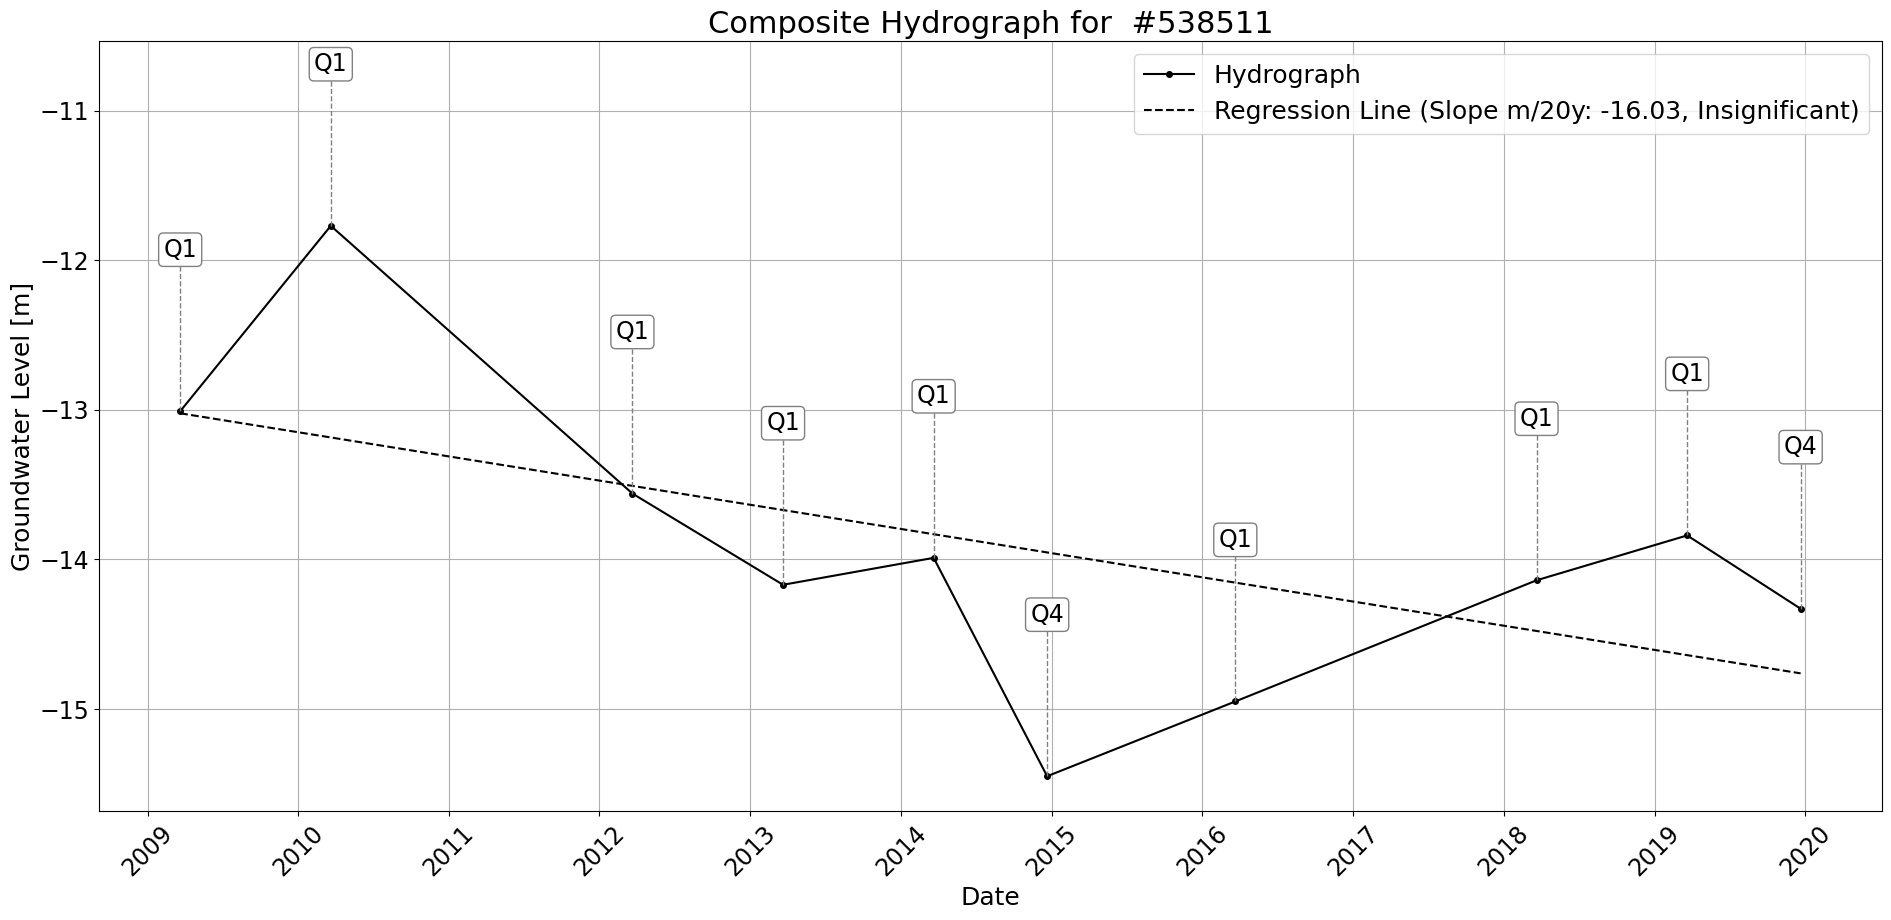 Composite Hydrograph for  #538511
Hydrograph
Regression Line (Slope m/20y: -16.03, Insignificant)
Groundwater Level [m]
−11
−12
−13
−14
−15
Q1
Q1
Q1
Q1
Q1
Q4
Q1
Q1
Q1
Q4
2009
2010
2011
2012
2013
2014
2015
2016
2017
2018
2019
2020
Date